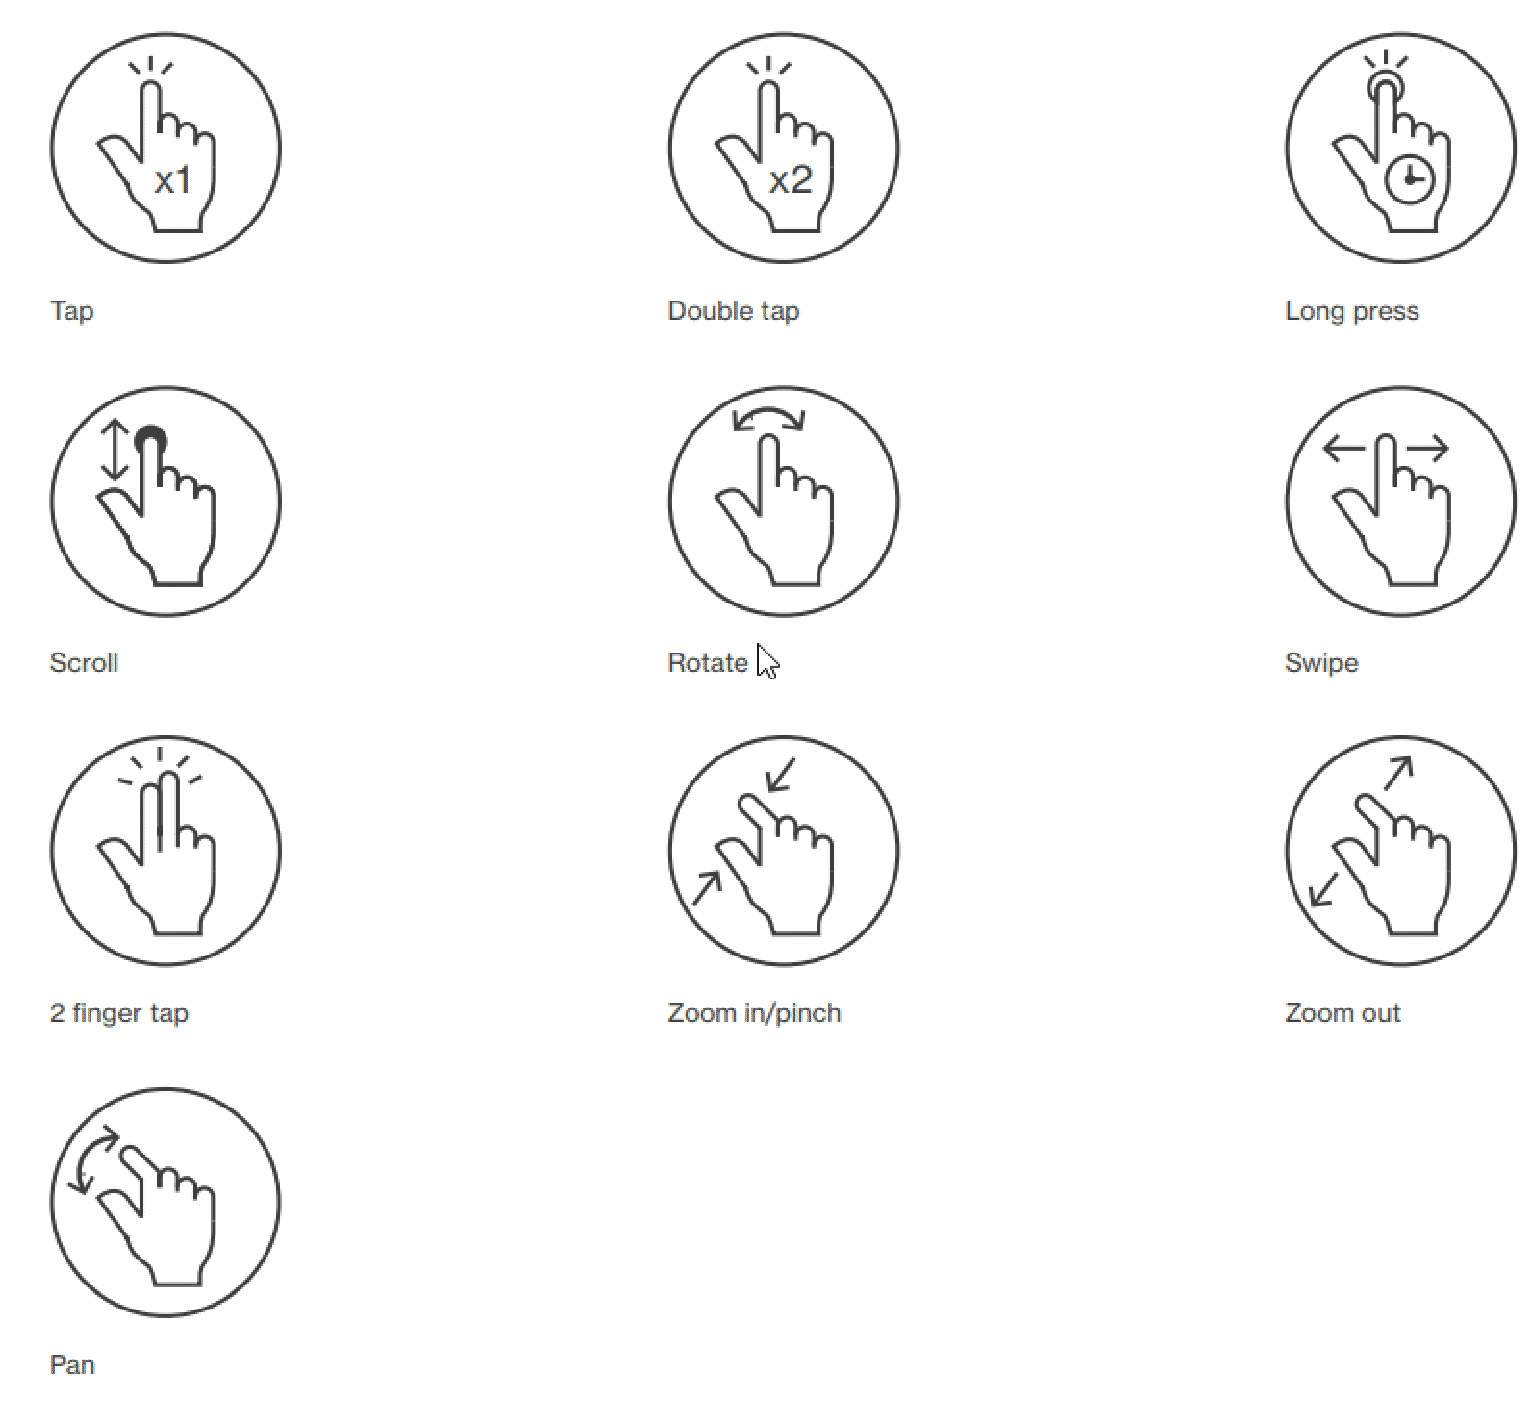 x1
x2
Tap
Double tap
Long press
Scroll
Rotate
Swipe
2 finger tap
Zoom in/pinch
Zoom out
Pan